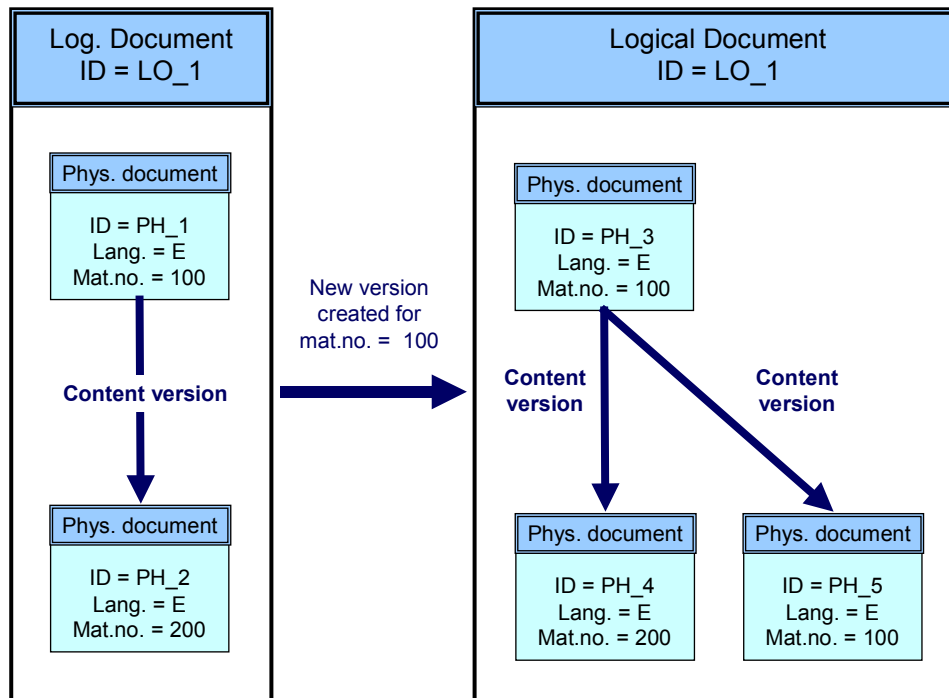 Log. Document
ID = LO_1
Phys. document
ID = PH_1
Lang. = E
Mat.no. = 100
Content version
Phys. document
ID = PH_2
Lang. = E
Mat.no. = 200
New version
created for
mat.no. =  100
Logical Document
ID = LO_1
Phys. document
ID = PH_3
Lang. = E
Mat.no. = 100
Content
version
Content
version
Phys. document
ID = PH_4
Lang. = E
Mat.no. = 200
Phys. document
ID = PH_5
Lang. = E
Mat.no. = 100